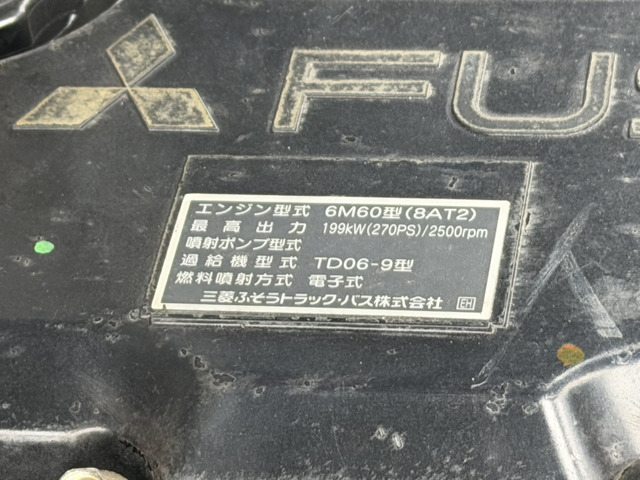 FUS
エンジン型式 6M60型(8AT2)
最高出力 199kW(270PS)/2500rpm
噴射ポンプ型式
過給機型式 TD06-9型
燃料噴射方式 電子式
三菱ふそうトラック・バス株式会社 EH